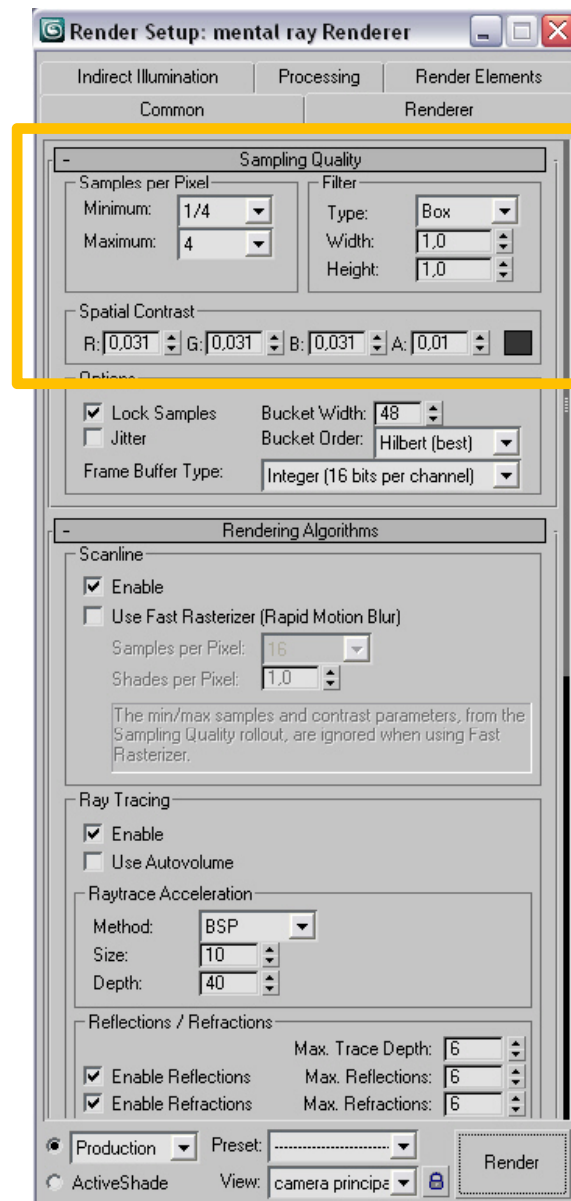 Render Setup: mental ray Renderer
Indirect Illumination Processing Render Elements
Common Renderer
- Sampling Quality
Samples per Pixel Filter
Minimum: 1/4 Type: Box
Maximum: 4 Width: 1,0
Height: 1,0
Spatial Contrast
R: 0,031 G: 0,031 B: 0,031 A: 0,01
Options
Lock Samples Bucket Width: 48
Jitter Bucket Order: Hilbert (best)
Frame Buffer Type: Integer (16 bits per channel)
- Rendering Algorithms
Scanline
Enable
Use Fast Rasterizer (Rapid Motion Blur)
Samples per Pixel: 16
Shades per Pixel: 1,0
The min/max samples and contrast parameters, from the
Sampling Quality rollout, are ignored when using Fast
Rasterizer.
Ray Tracing
Enable
Use Autovolume
Raytrace Acceleration
Method: BSP
Size: 10
Depth: 40
Reflections / Refractions
Max. Trace Depth: 6
Enable Reflections Max. Reflections: 6
Enable Refractions Max. Refractions: 6
Production Preset: -----------------------
Render
ActiveShade View: camera principa